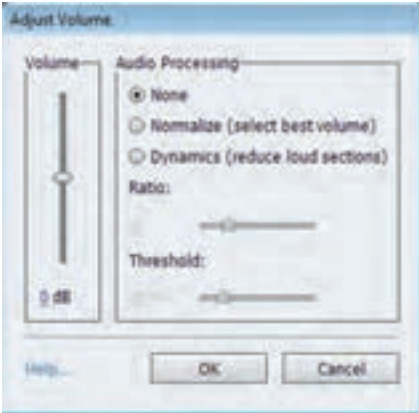 Adjust Volume
Volume
Audio Processing
None
Normalize (select best volume)
Dynamics (reduce loud sections)
Ratio:
Threshold:
0 dB
Help...
OK
Cancel